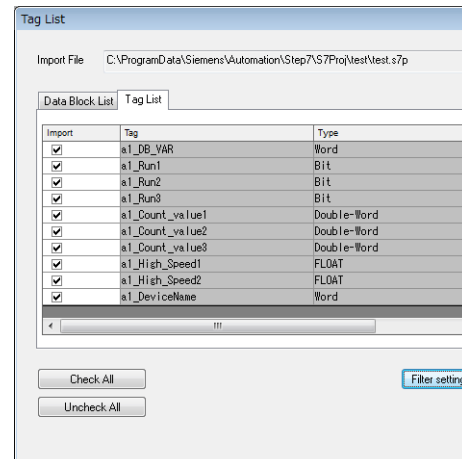 Tag List
Import File C:\ProgramData\Siemens\Automation\Step7\S7Proj\test\test.s7p
Data Block List Tag List
Import Tag Type
a1_DB_VAR Word
a1_Run1 Bit
a1_Run2 Bit
a1_Run3 Bit
a1_Count_value1 Double-Word
a1_Count_value2 Double-Word
a1_Count_value3 Double-Word
a1_High_Speed1 FLOAT
a1_High_Speed2 FLOAT
a1_DeviceName Word
Check All Filter setting
Uncheck All